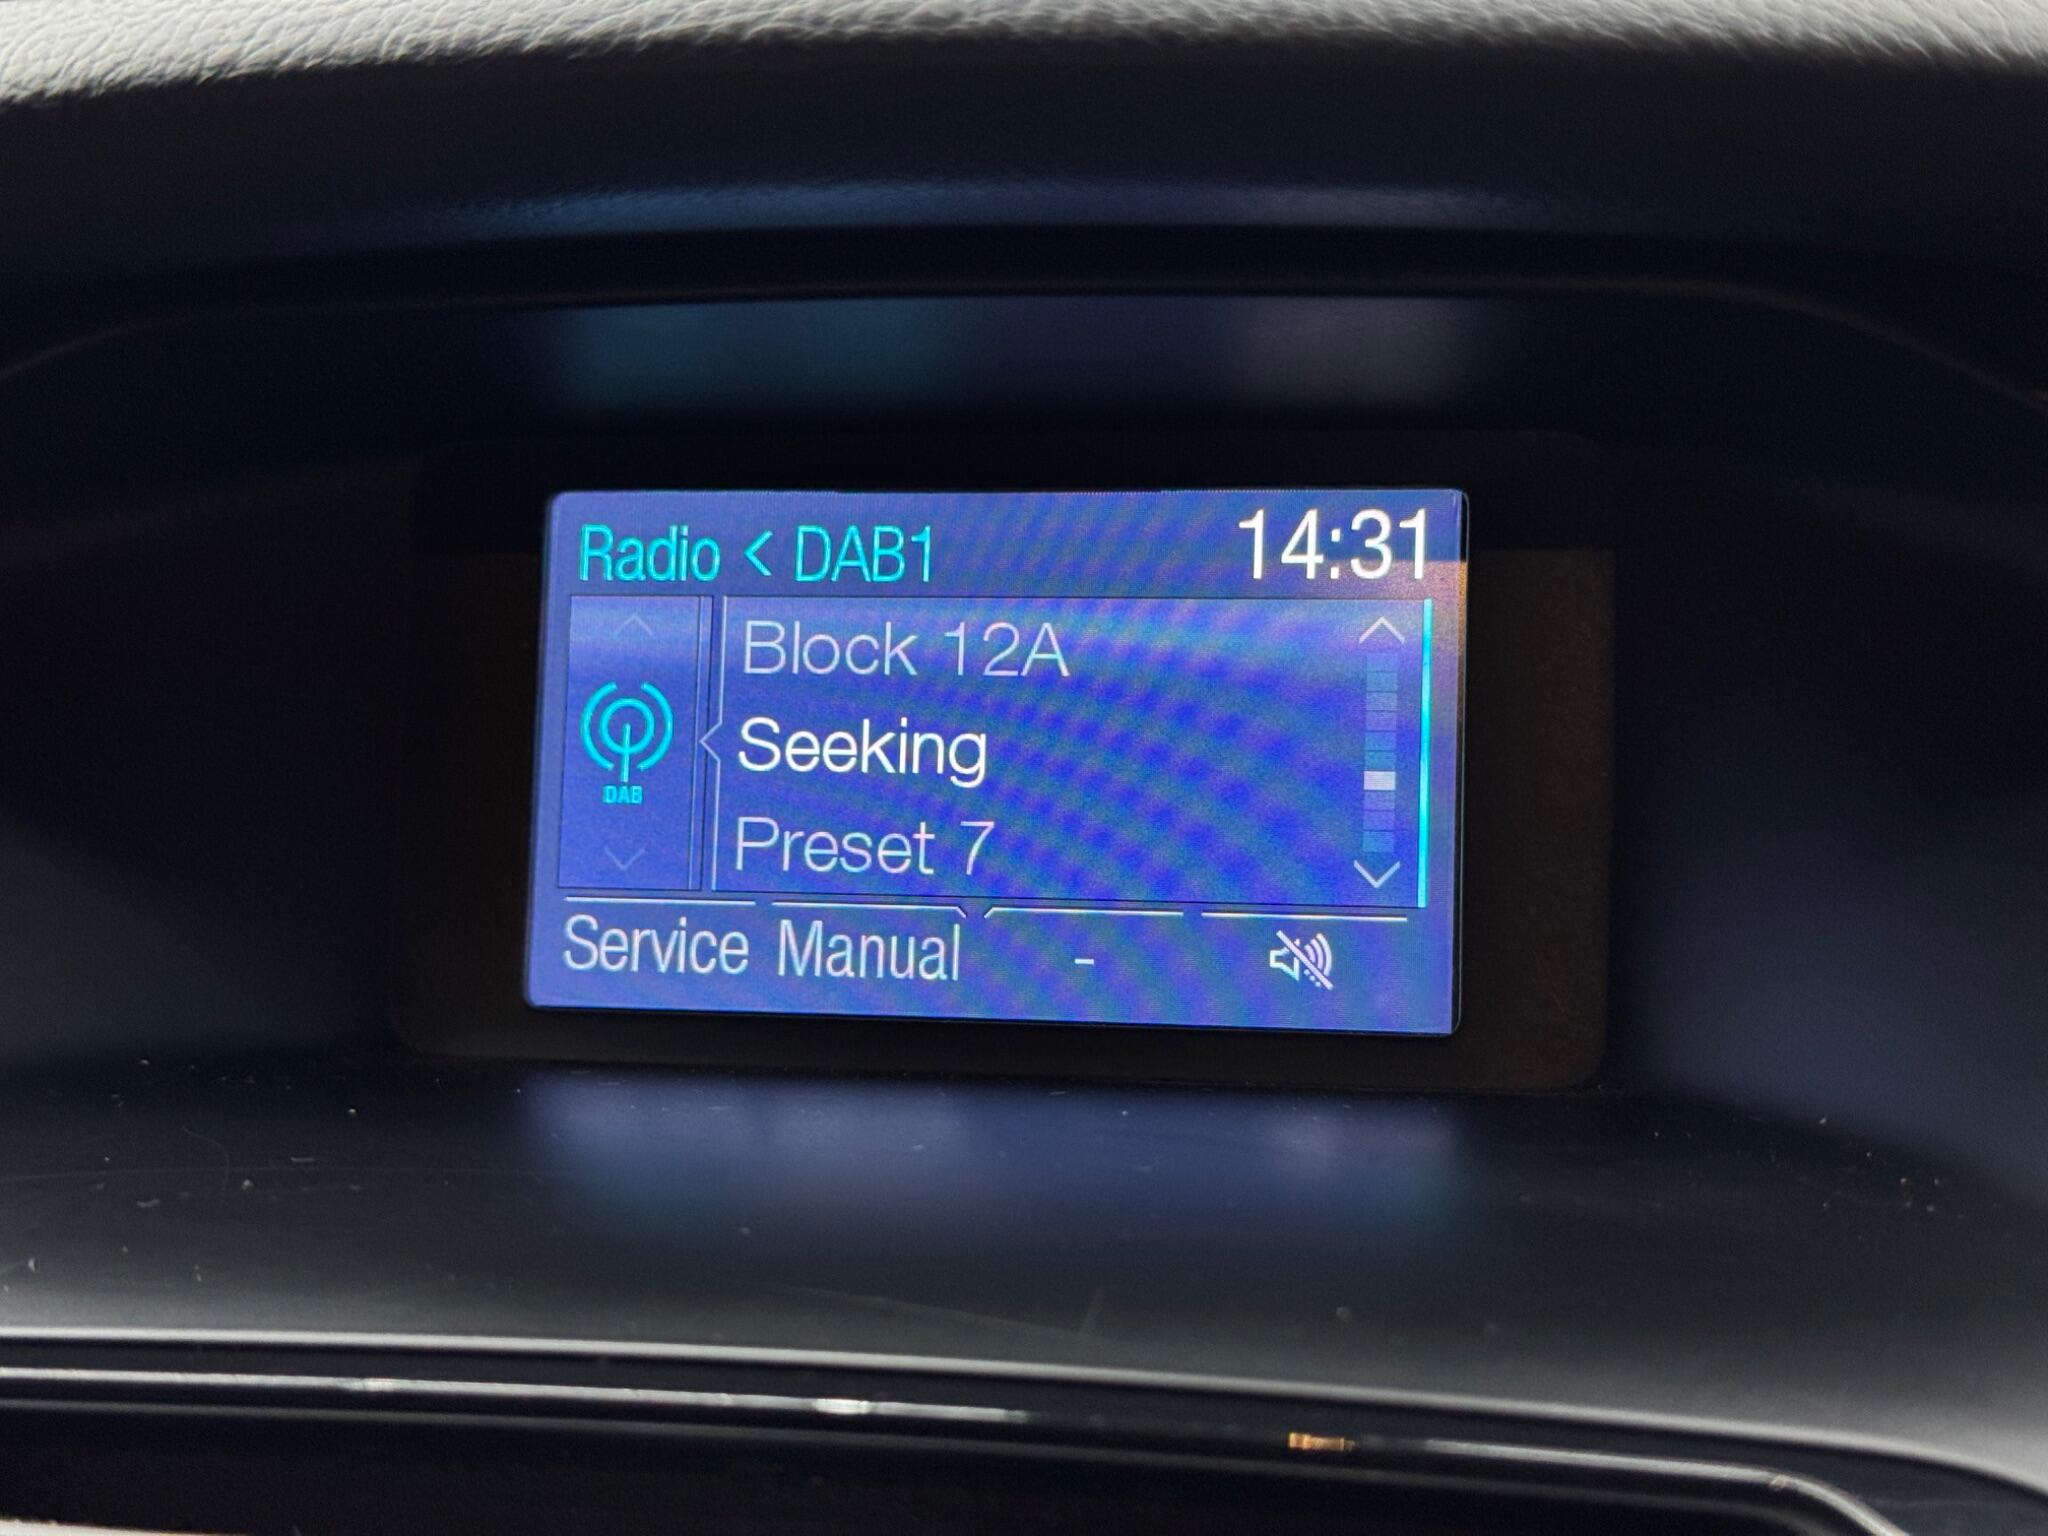 Radio < DAB1 14:31
Block 12A
Seeking
DAB
Preset 7
Service Manual -